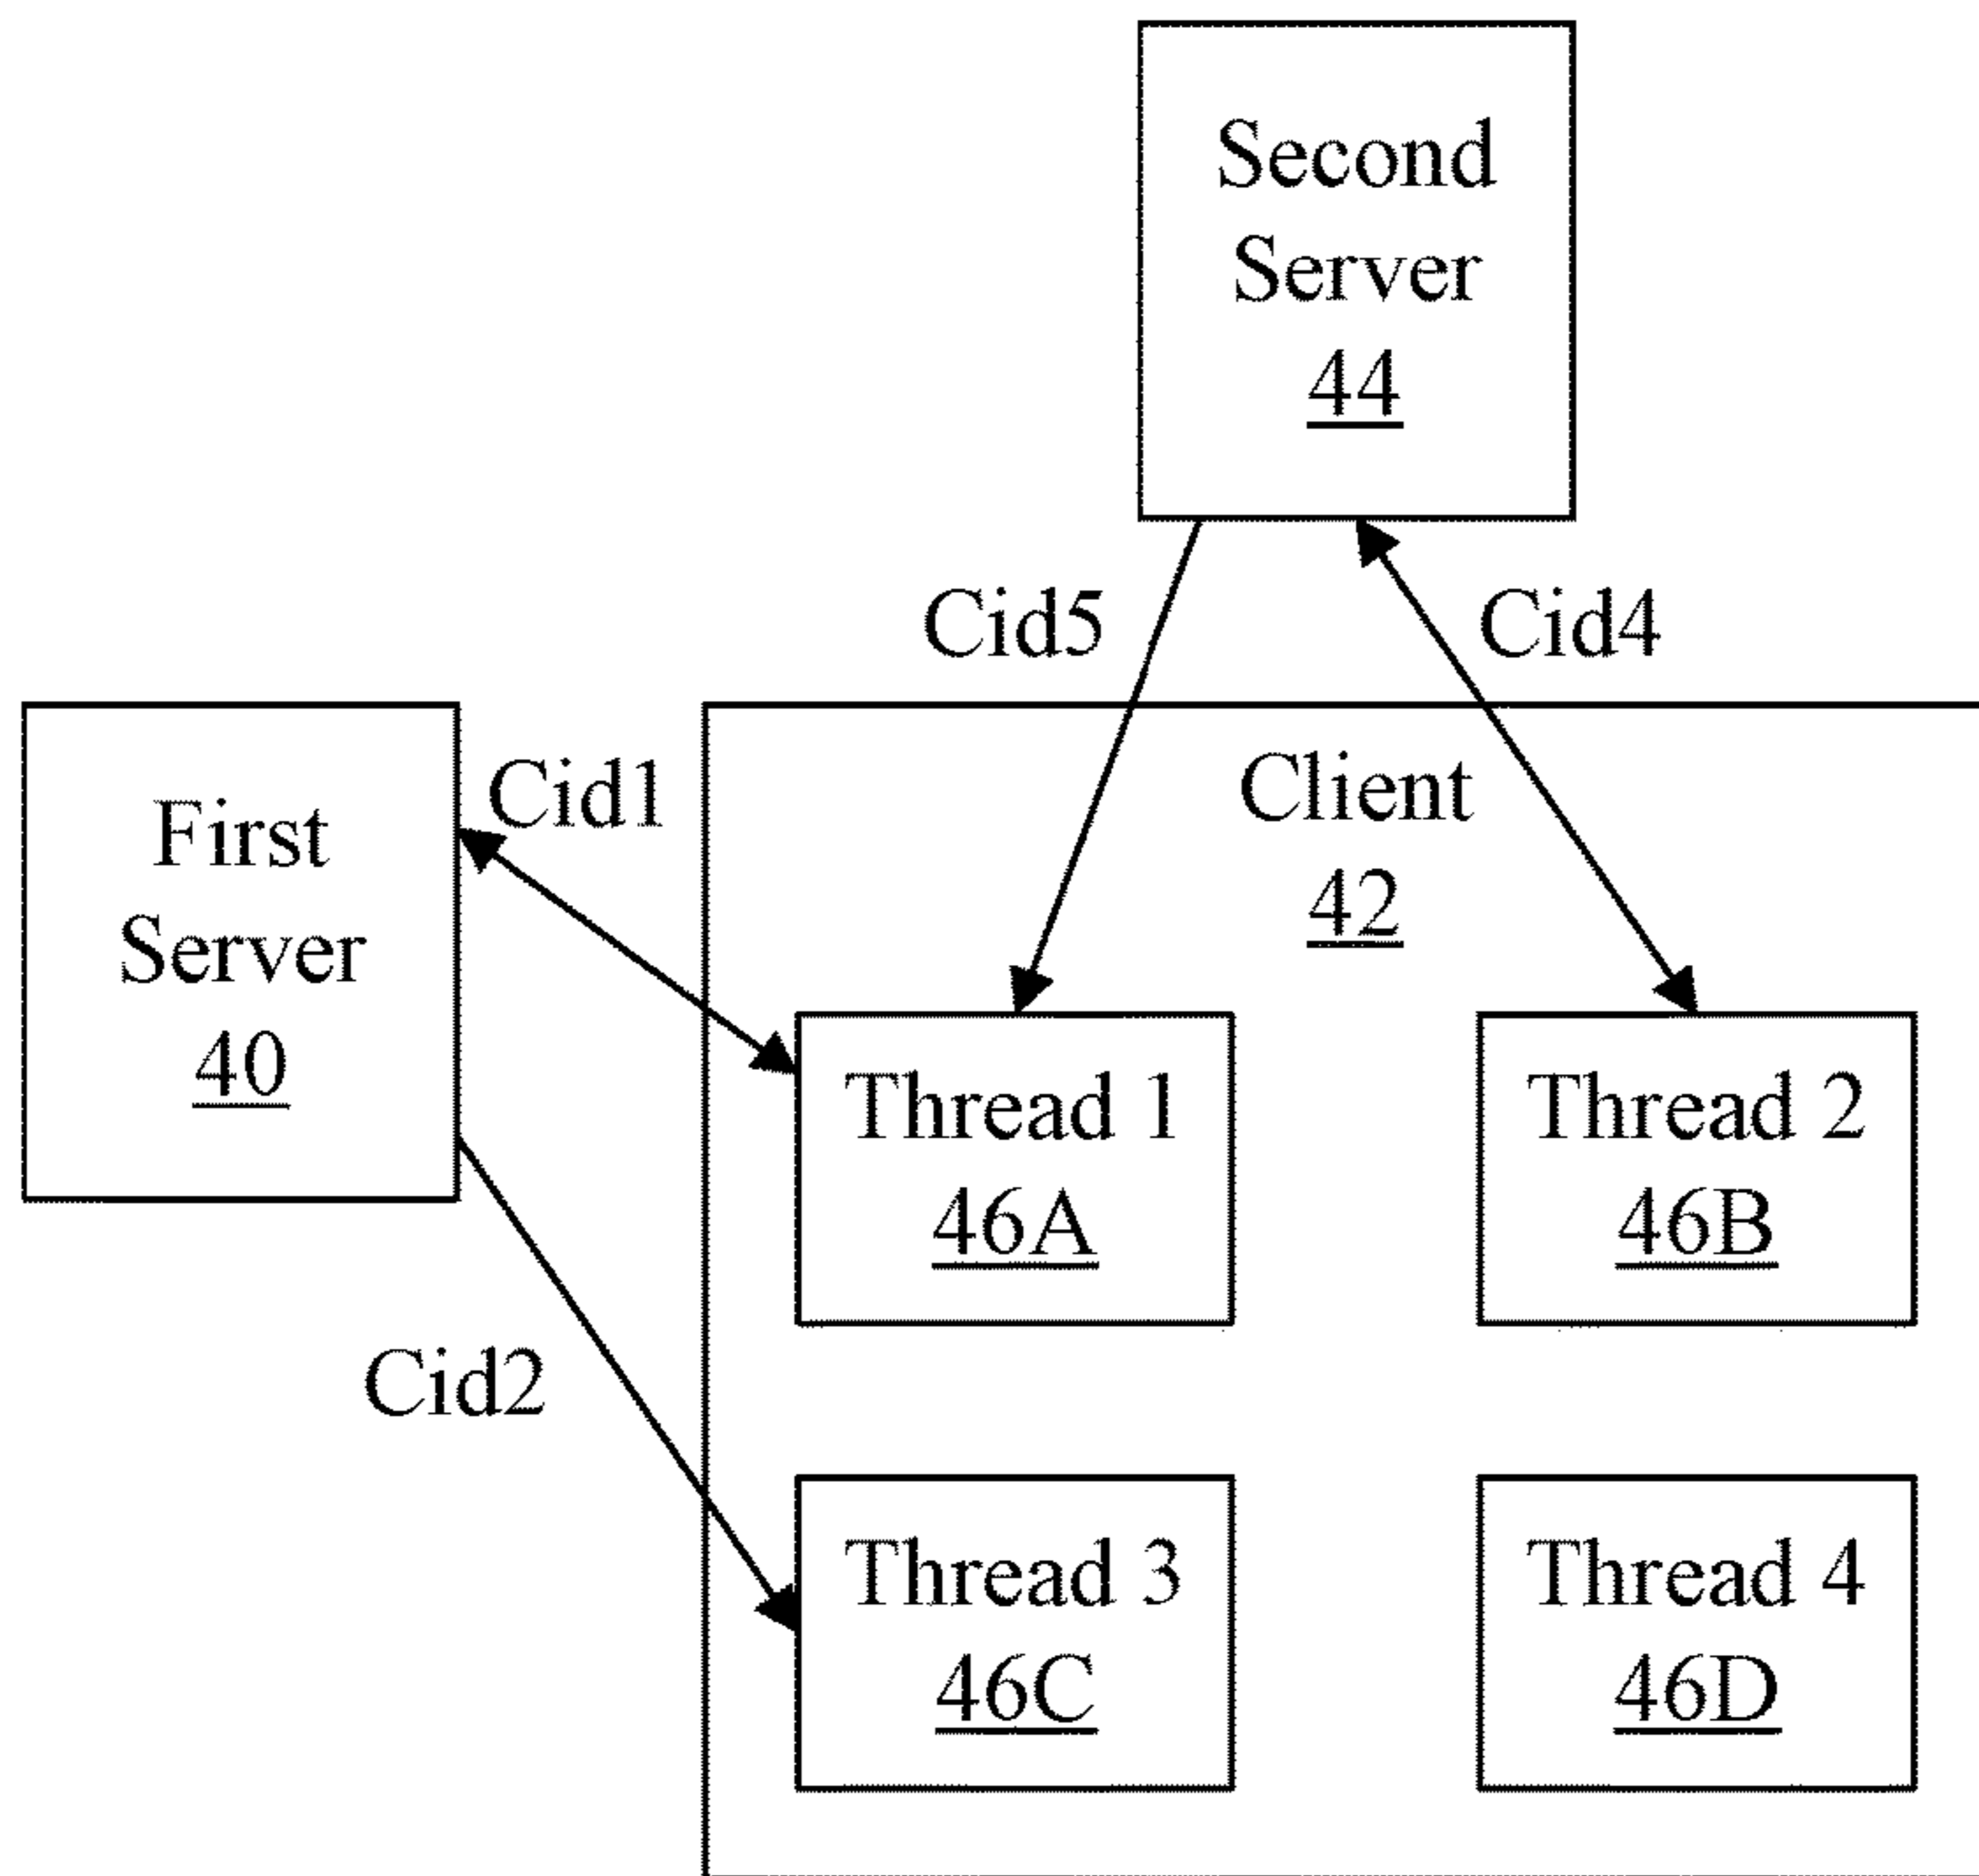 Second
Server
44
Cid5
Cid4
First
Server
40
Cid1
Client
42
Thread 1
46A
Thread 2
46B
Cid2
Thread 3
46C
Thread 4
46D